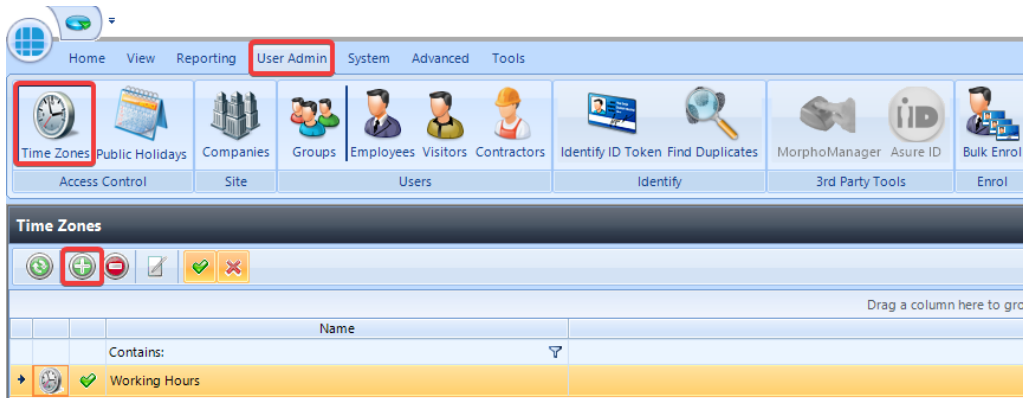 Home View Reporting User Admin System Advanced Tools
Time Zones Public Holidays Companies Groups Employees Visitors Contractors Identify ID Token Find Duplicates MorphoManager Asure ID Bulk Enrol
Access Control Site Users Identify 3rd Party Tools Enrol
Time Zones
Drag a column here to gro
Name
Contains:
Working Hours